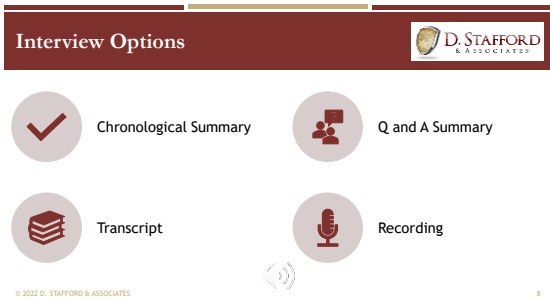 Interview Options
D. STAFFORD
& ASSOCIATES
Chronological Summary
Q and A Summary
Transcript
Recording
© 2022 D. STAFFORD & ASSOCIATES
8